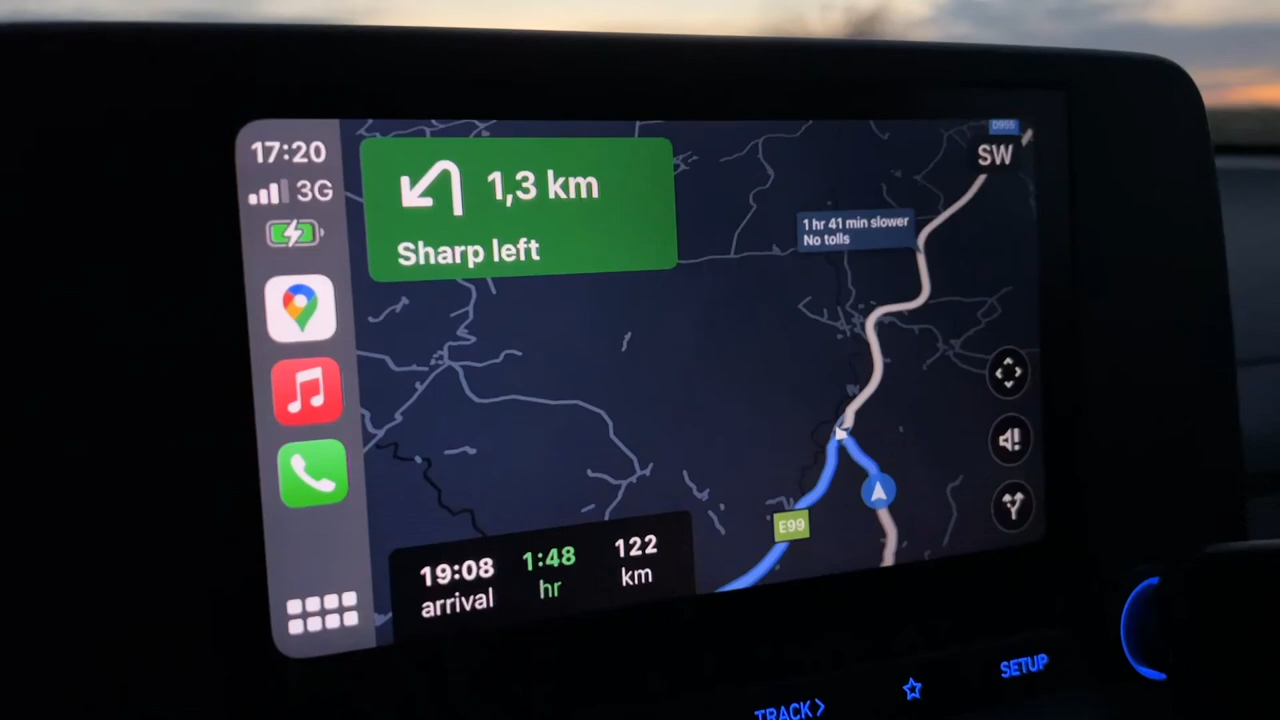 17:20
3G
1,3 km
Sharp left
D955
SW
1 hr 41 min slower
No tolls
E99
19:08
arrival
1:48
hr
122
km
TRACK >
SETUP